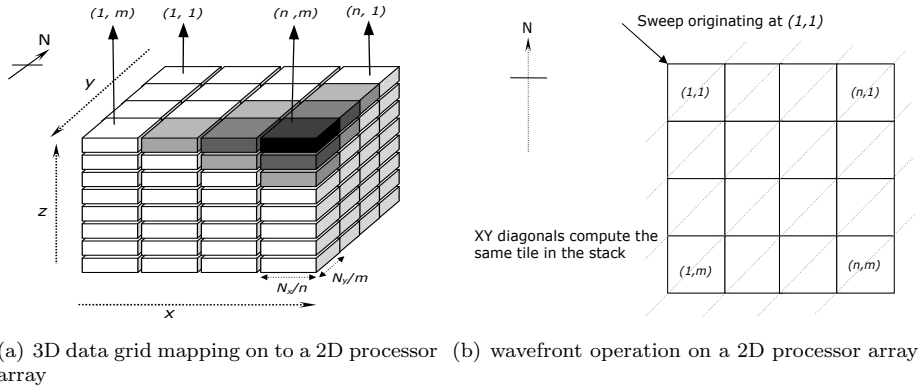 (1, m) (1, 1) (n ,m) (n, 1)
N
y
z
N_x/n
N_y/m
x
Sweep originating at (1,1)
N
(1,1) (n,1)
XY diagonals compute the
same tile in the stack
(1,m) (n,m)
(a) 3D data grid mapping on to a 2D processor
array
(b) wavefront operation on a 2D processor array